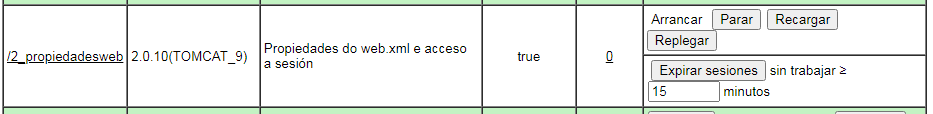 /2_propiedadesweb
2.0.10(TOMCAT_9)
Propiedades do web.xml e acceso
a sesión
true
0
Arrancar Parar Recargar
Replegar
Expirar sesiones sin trabajar ≥
15 minutos